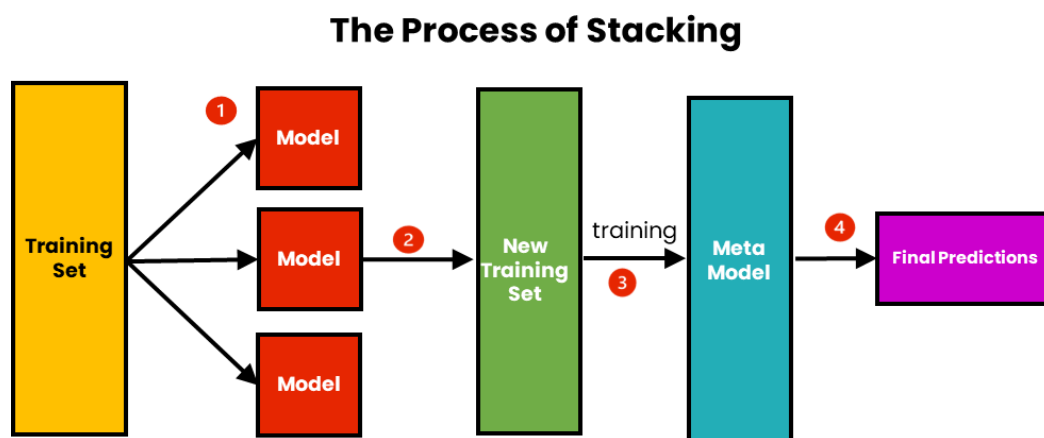 The Process of Stacking
Training
Set
1
Model
Model
Model
2
New
Training
Set
training
3
Meta
Model
4
Final Predictions